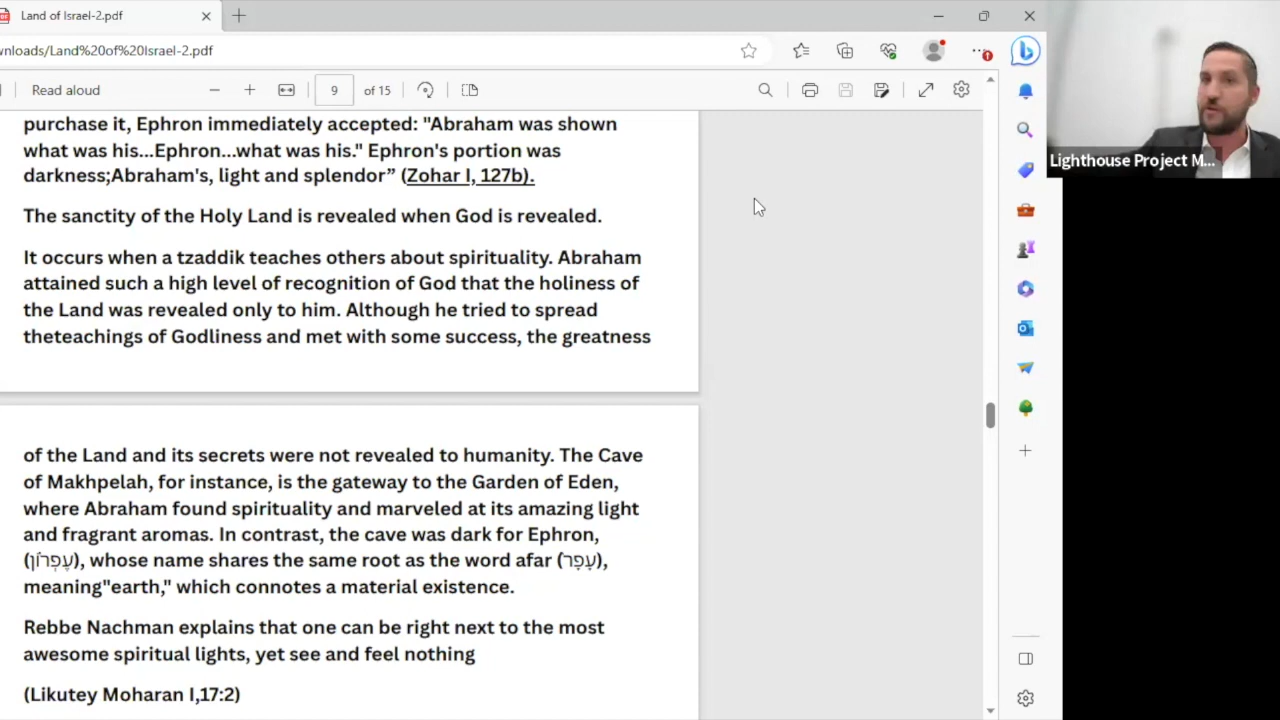 Land of Israel-2.pdf
wnloads/Land%20of%20Israel-2.pdf
Read aloud
9
of 15
Lighthouse Project M...
purchase it, Ephron immediately accepted: "Abraham was shown
what was his...Ephron...what was his." Ephron's portion was
darkness;Abraham's, light and splendor” (Zohar I, 127b).
The sanctity of the Holy Land is revealed when God is revealed.
It occurs when a tzaddik teaches others about spirituality. Abraham
attained such a high level of recognition of God that the holiness of
the Land was revealed only to him. Although he tried to spread
theteachings of Godliness and met with some success, the greatness
of the Land and its secrets were not revealed to humanity. The Cave
of Makhpelah, for instance, is the gateway to the Garden of Eden,
where Abraham found spirituality and marveled at its amazing light
and fragrant aromas. In contrast, the cave was dark for Ephron,
(עֶפְרוֹן), whose name shares the same root as the word afar (עָפָר),
meaning"earth," which connotes a material existence.
Rebbe Nachman explains that one can be right next to the most
awesome spiritual lights, yet see and feel nothing
(Likutey Moharan I,17:2)